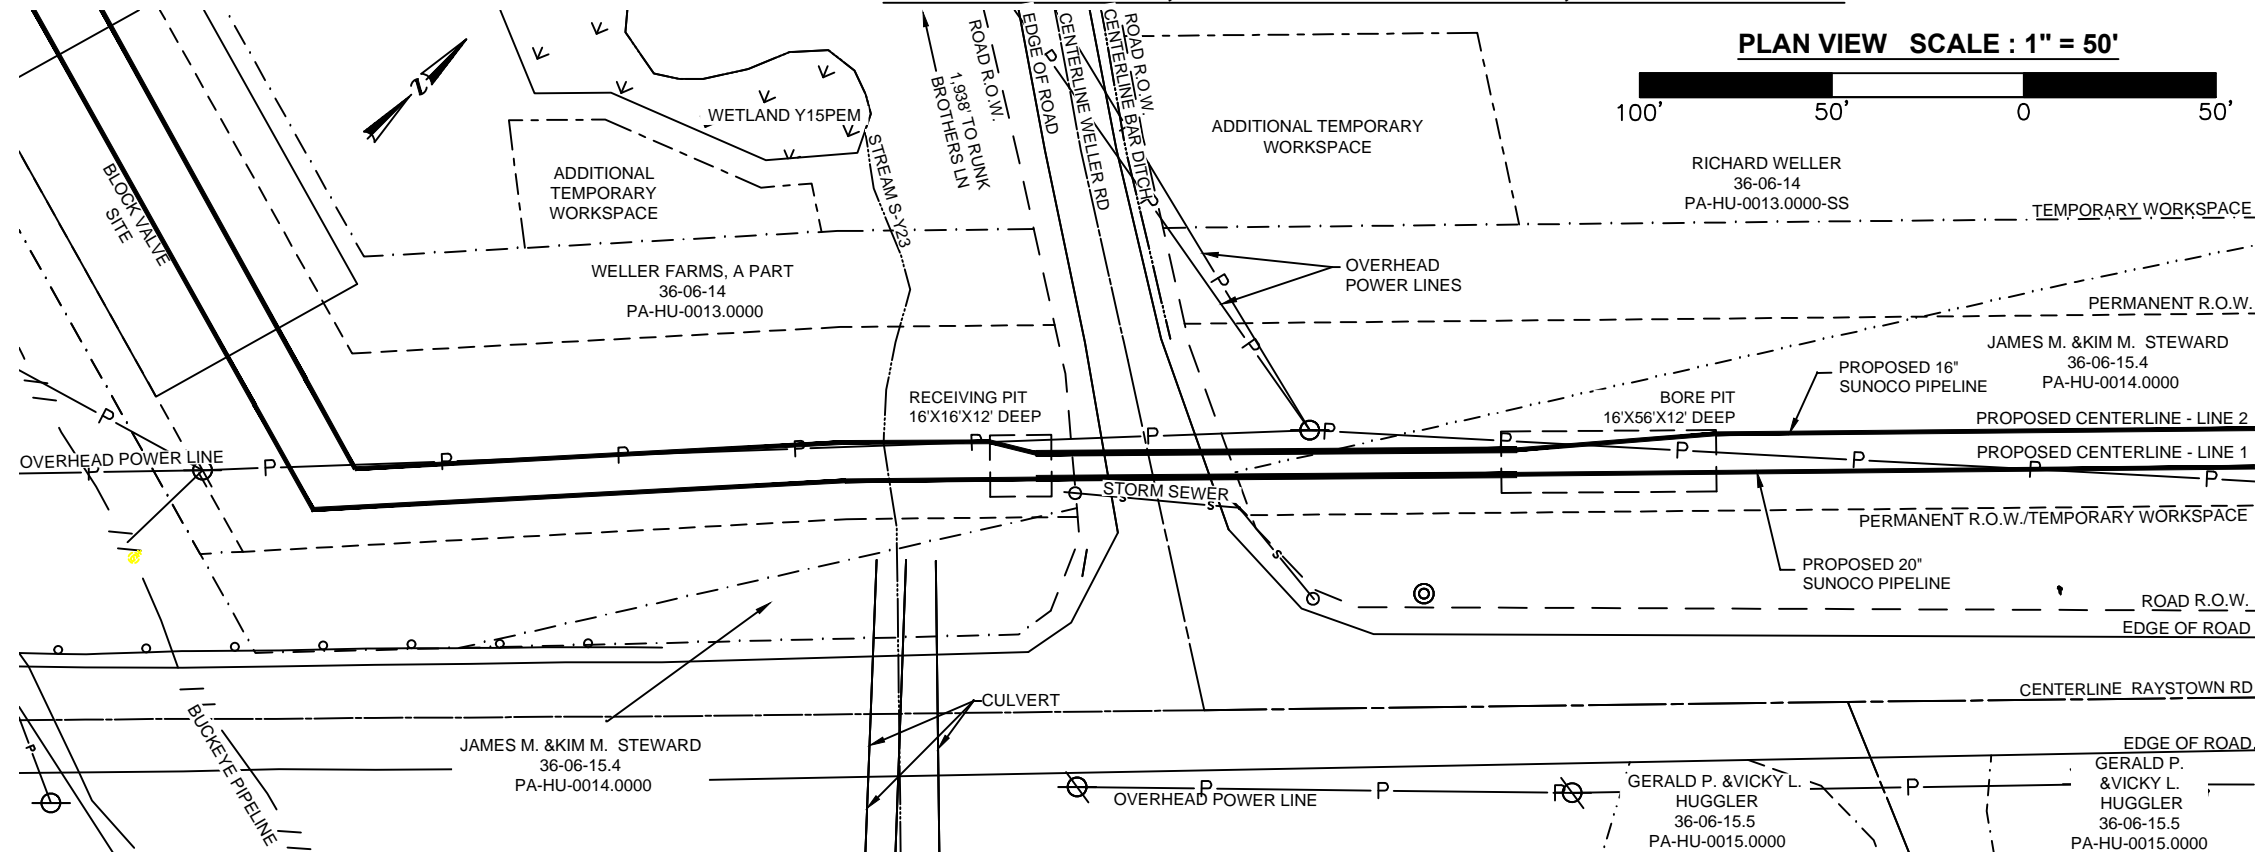 PLAN VIEW   SCALE : 1" = 50'
100'
50'
0
50'
Z
WETLAND Y15PEM
ADDITIONAL
TEMPORARY
WORKSPACE
BLOCK VALVE
SITE
STREAM S-Y23
1,938' TO RUNK
BROTHERS LN
ROAD R.O.W.
EDGE OF ROAD
CENTERLINE WELLER RD
CENTERLINE BAR DITCH
ROAD R.O.W.
ADDITIONAL TEMPORARY
WORKSPACE
RICHARD WELLER
36-06-14
PA-HU-0013.0000-SS
TEMPORARY WORKSPACE
WELLER FARMS, A PART
36-06-14
PA-HU-0013.0000
OVERHEAD
POWER LINES
PERMANENT R.O.W.
JAMES M. &KIM M.  STEWARD
36-06-15.4
PA-HU-0014.0000
PROPOSED 16"
SUNOCO PIPELINE
RECEIVING PIT
16'X16'X12' DEEP
BORE PIT
16'X56'X12' DEEP
PROPOSED CENTERLINE - LINE 2
PROPOSED CENTERLINE - LINE 1
OVERHEAD POWER LINE
STORM SEWER
PERMANENT R.O.W./TEMPORARY WORKSPACE
PROPOSED 20"
SUNOCO PIPELINE
ROAD R.O.W.
EDGE OF ROAD
CENTERLINE  RAYSTOWN RD
CULVERT
BUCKEYE PIPELINE
JAMES M. &KIM M.  STEWARD
36-06-15.4
PA-HU-0014.0000
EDGE OF ROAD
OVERHEAD POWER LINE
GERALD P. &VICKY L.
HUGGLER
36-06-15.5
PA-HU-0015.0000
GERALD P.
&VICKY L.
HUGGLER
36-06-15.5
PA-HU-0015.0000